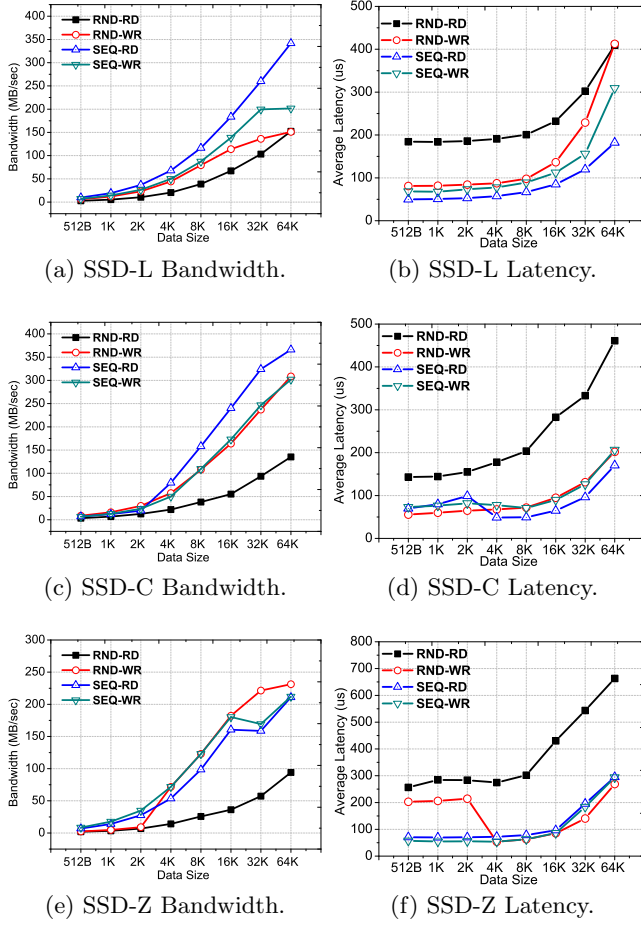 RND-RD
RND-WR
SEQ-RD
SEQ-WR
Bandwidth (MB/sec)
400
350
300
250
200
150
100
50
0
512B 1K 2K 4K 8K 16K 32K 64K
Data Size
(a) SSD-L Bandwidth.
RND-RD
RND-WR
SEQ-RD
SEQ-WR
Average Latency (us)
500
400
300
200
100
0
512B 1K 2K 4K 8K 16K 32K 64K
Data Size
(b) SSD-L Latency.
RND-RD
RND-WR
SEQ-RD
SEQ-WR
Bandwidth (MB/sec)
400
350
300
250
200
150
100
50
0
512B 1K 2K 4K 8K 16K 32K 64K
Data Size
(c) SSD-C Bandwidth.
RND-RD
RND-WR
SEQ-RD
SEQ-WR
Average Latency (us)
500
400
300
200
100
0
512B 1K 2K 4K 8K 16K 32K 64K
Data Size
(d) SSD-C Latency.
RND-RD
RND-WR
SEQ-RD
SEQ-WR
Bandwidth (MB/sec)
300
250
200
150
100
50
0
512B 1K 2K 4K 8K 16K 32K 64K
Data Size
(e) SSD-Z Bandwidth.
RND-RD
RND-WR
SEQ-RD
SEQ-WR
Average Latency (us)
800
700
600
500
400
300
200
100
0
512B 1K 2K 4K 8K 16K 32K 64K
Data Size
(f) SSD-Z Latency.